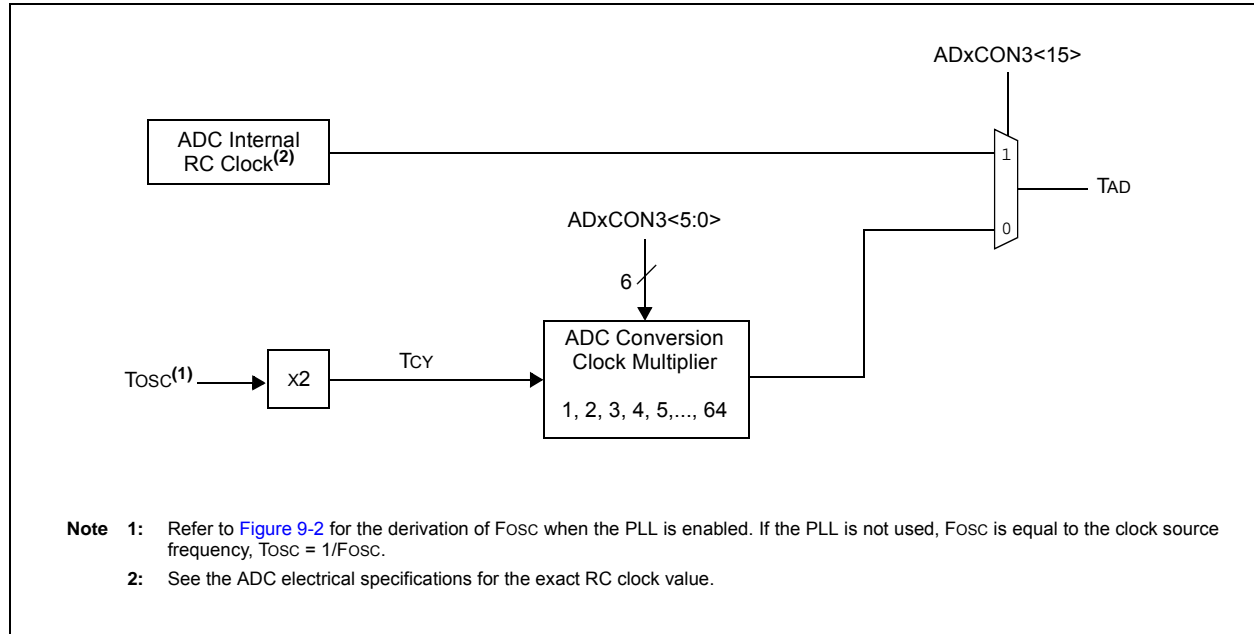 ADxCON3<15>
ADC Internal
RC Clock(2)
1
TAD
ADxCON3<5:0>
0
6
ADC Conversion
Clock Multiplier
TOSC(1)
X2
TCY
1, 2, 3, 4, 5,..., 64
Note 1: Refer to Figure 9-2 for the derivation of FOSC when the PLL is enabled. If the PLL is not used, FOSC is equal to the clock source
frequency, TOSC = 1/FOSC.
2: See the ADC electrical specifications for the exact RC clock value.